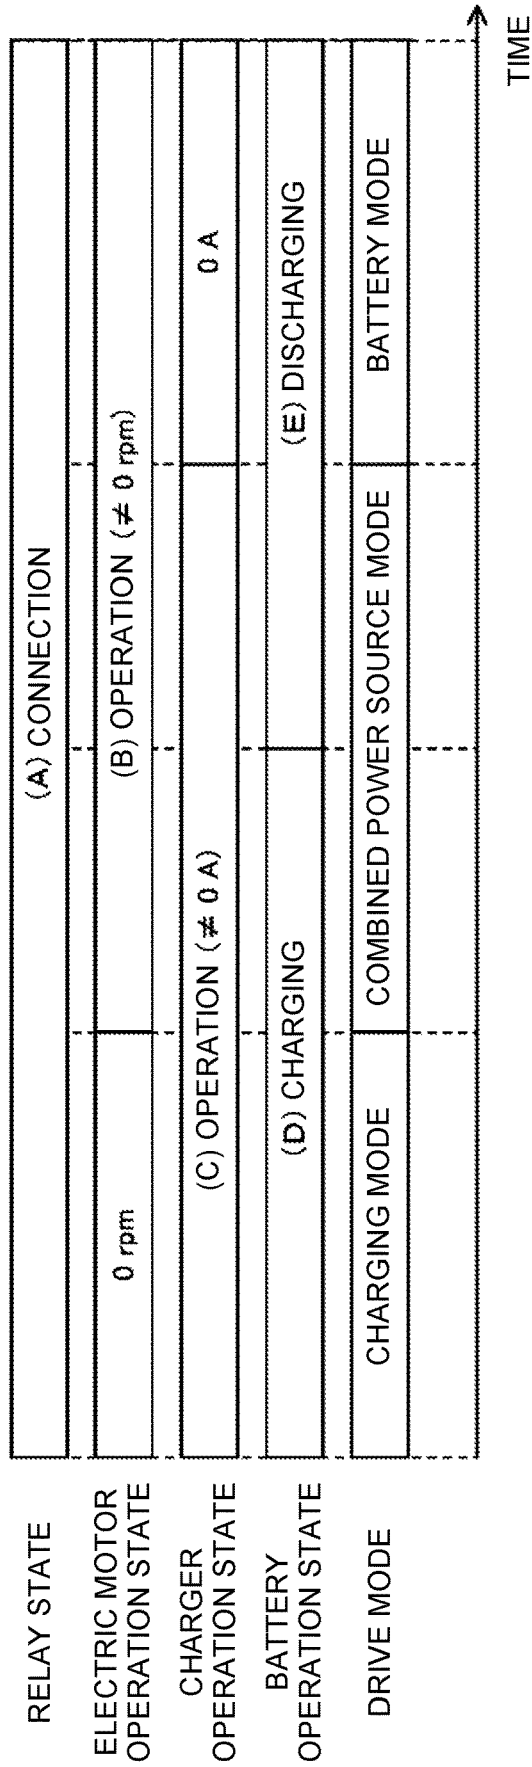 RELAY STATE
(A) CONNECTION
ELECTRIC MOTOR
OPERATION STATE
0 rpm
(B) OPERATION (≠ 0 rpm)
CHARGER
OPERATION STATE
(C) OPERATION (≠ 0 A)
0 A
BATTERY
OPERATION STATE
(D) CHARGING
(E) DISCHARGING
DRIVE MODE
CHARGING MODE
COMBINED POWER SOURCE MODE
BATTERY MODE
TIME